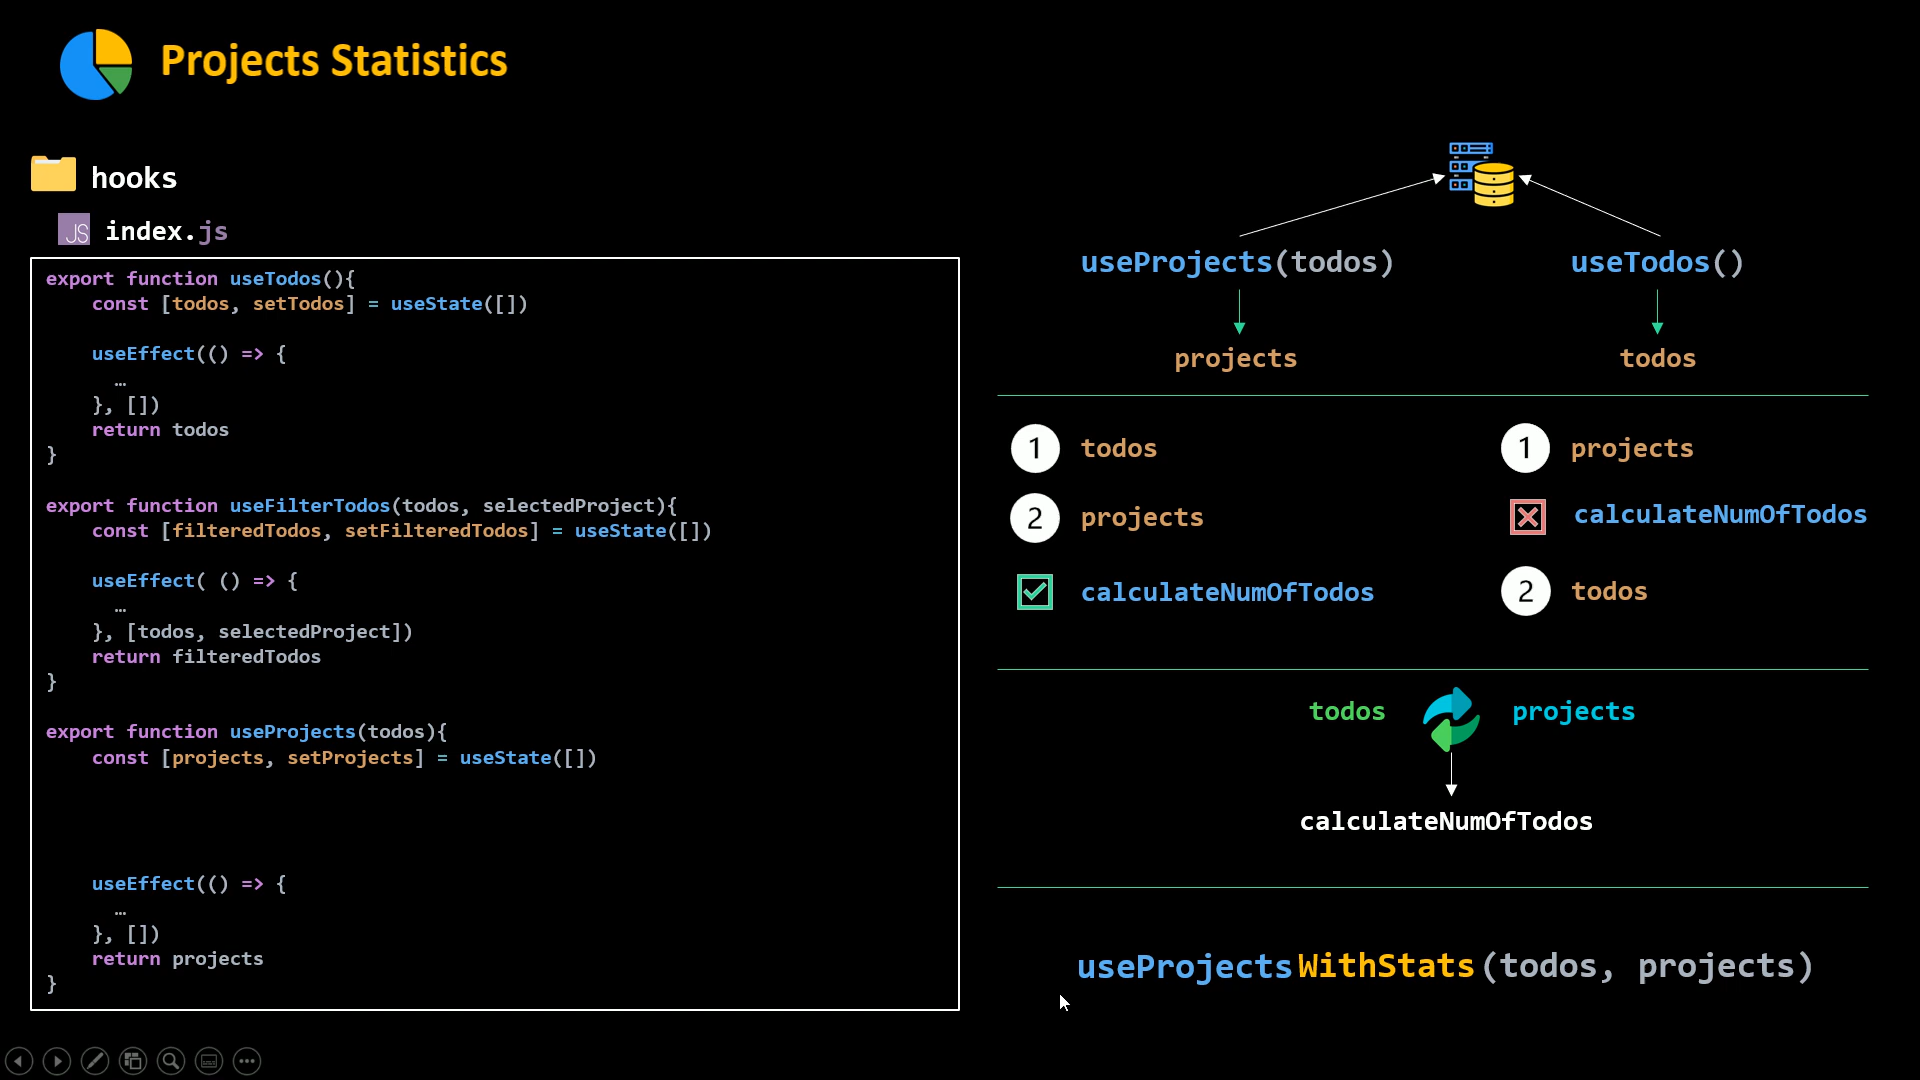 Projects Statistics
hooks
JS index.js
export function useTodos(){
const [todos, setTodos] = useState([])
useEffect(() => {
…
}, [])
return todos
}
export function useFilterTodos(todos, selectedProject){
const [filteredTodos, setFilteredTodos] = useState([])
useEffect( () => {
…
}, [todos, selectedProject])
return filteredTodos
}
export function useProjects(todos){
const [projects, setProjects] = useState([])
useEffect(() => {
…
}, [])
return projects
}
useProjects(todos)
useTodos()
projects
todos
1 todos
2 projects
calculateNumOfTodos
1 projects
calculateNumOfTodos
2 todos
todos
projects
calculateNumOfTodos
useProjectsWithStats(todos, projects)